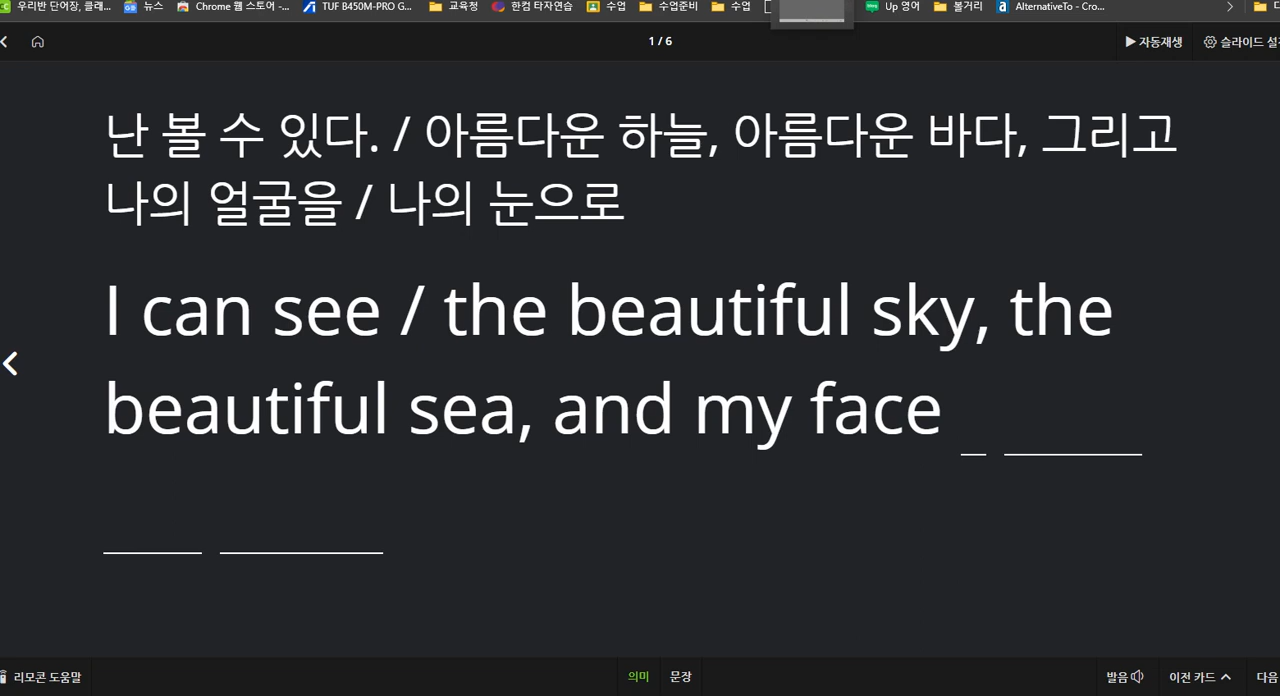 우리반 단어장, 클래... 뉴스 Chrome 웹 스토어 -... TUF B450M-PRO G... 교육청 한컴 타자연습 수업 수업준비 수업 Up 영어 볼거리 AlternativeTo - Cro...
1 / 6 자동재생 슬라이드
난 볼 수 있다. / 아름다운 하늘, 아름다운 바다, 그리고
나의 얼굴을 / 나의 눈으로
I can see / the beautiful sky, the
beautiful sea, and my face
리모콘 도움말 의미 문장 발음 이전 카드 다음